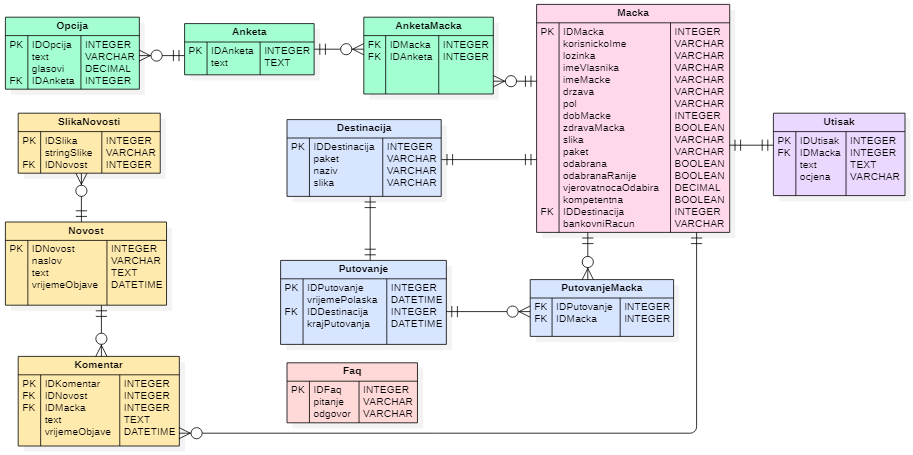 Opcija
PK IDOpcija INTEGER
text VARCHAR
glasovi DECIMAL
FK IDAnketa INTEGER
Anketa
PK IDAnketa INTEGER
text TEXT
AnketaMacka
FK IDMacka INTEGER
FK IDAnketa INTEGER
Macka
PK IDMacka INTEGER
korisnickoIme VARCHAR
lozinka VARCHAR
imeVlasnika VARCHAR
imeMacke VARCHAR
drzava VARCHAR
pol VARCHAR
dobMacke INTEGER
zdravaMacka BOOLEAN
slika VARCHAR
paket VARCHAR
odabrana BOOLEAN
odabranaRanije BOOLEAN
vjerovatnocaOdabira DECIMAL
kompetentna BOOLEAN
FK IDDestinacija INTEGER
bankovniRacun VARCHAR
SlikaNovosti
PK IDSlika INTEGER
stringSlike VARCHAR
FK IDNovost INTEGER
Destinacija
PK IDDestinacija INTEGER
paket VARCHAR
naziv VARCHAR
slika VARCHAR
Utisak
PK IDUtisak INTEGER
FK IDMacka INTEGER
text TEXT
ocjena VARCHAR
Novost
PK IDNovost INTEGER
naslov VARCHAR
text TEXT
vrijemeObjave DATETIME
Putovanje
PK IDPutovanje INTEGER
vrijemePolaska DATETIME
FK IDDestinacija INTEGER
krajPutovanja DATETIME
PutovanjeMacka
FK IDPutovanje INTEGER
FK IDMacka INTEGER
Komentar
PK IDKomentar INTEGER
FK IDNovost INTEGER
FK IDMacka INTEGER
text TEXT
vrijemeObjave DATETIME
Faq
PK IDFaq INTEGER
pitanje VARCHAR
odgovor VARCHAR